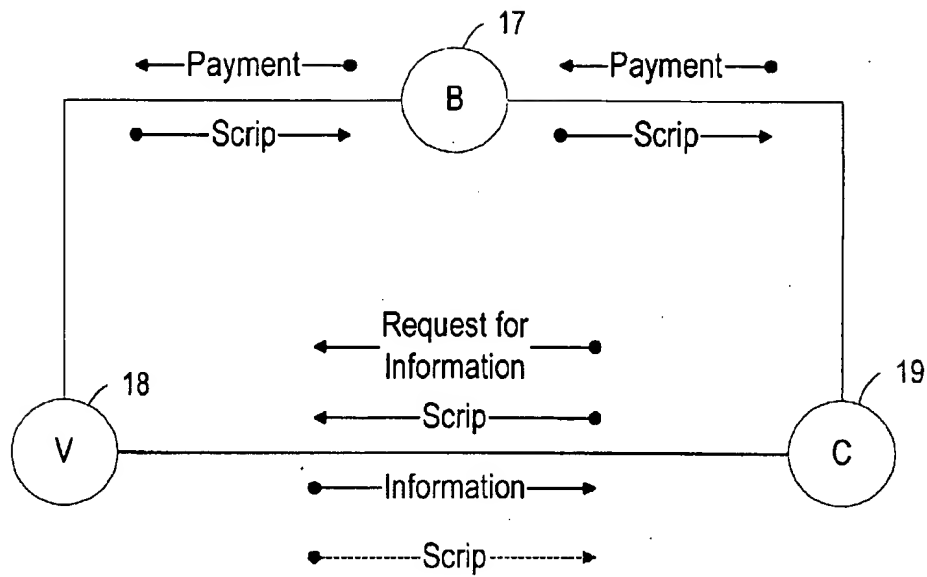 17
Payment
Payment
B
Scrip
Scrip
Request for
Information
18
19
Scrip
V
C
Information
Scrip